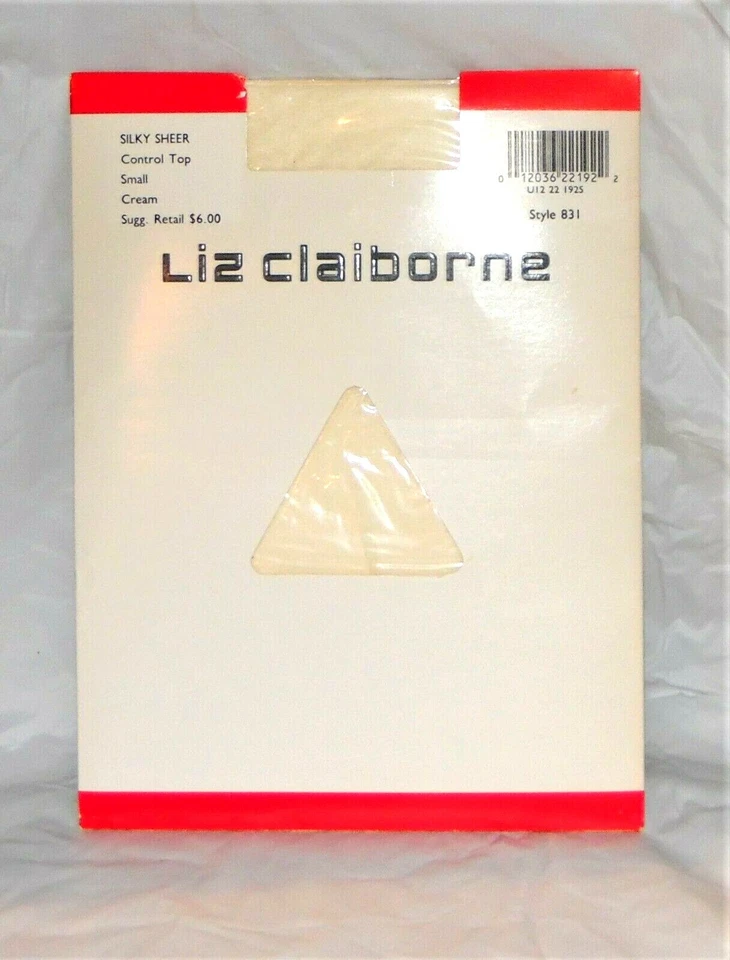 SILKY SHEER
Control Top
Small
Cream
Sugg. Retail $6.00
0 12036 22192 2
U12 22 1925
Style 831
Liz claiborne